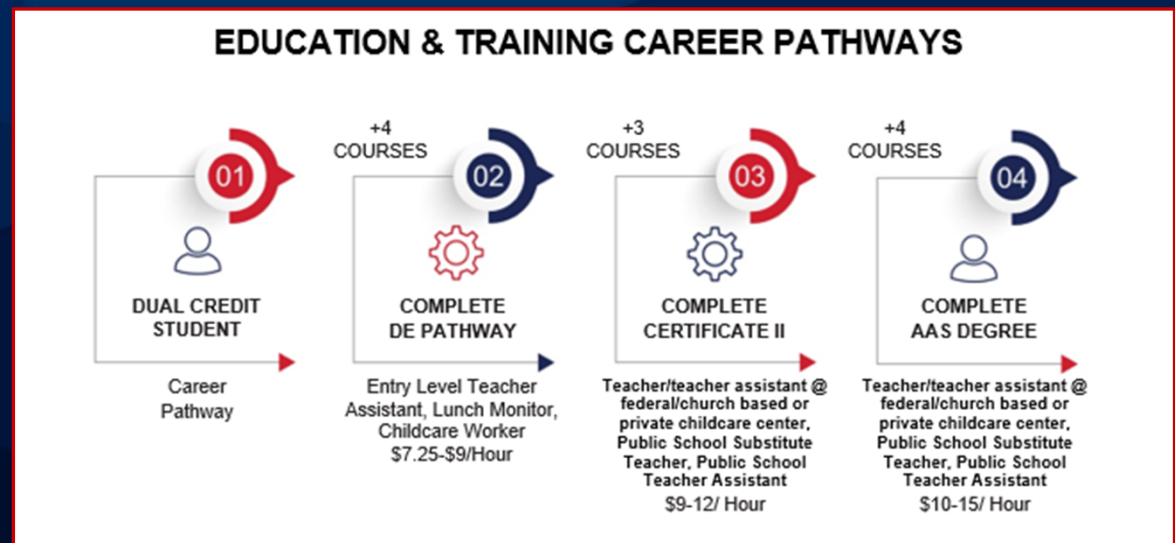 EDUCATION & TRAINING CAREER PATHWAYS
01
DUAL CREDIT
STUDENT
Career
Pathway
+4
COURSES
02
COMPLETE
DE PATHWAY
Entry Level Teacher
Assistant, Lunch Monitor,
Childcare Worker
$7.25-$9/Hour
+3
COURSES
03
COMPLETE
CERTIFICATE II
Teacher/teacher assistant @
federal/church based or
private childcare center,
Public School Substitute
Teacher, Public School
Teacher Assistant
$9-12/ Hour
+4
COURSES
04
COMPLETE
AAS DEGREE
Teacher/teacher assistant @
federal/church based or
private childcare center,
Public School Substitute
Teacher, Public School
Teacher Assistant
$10-15/ Hour